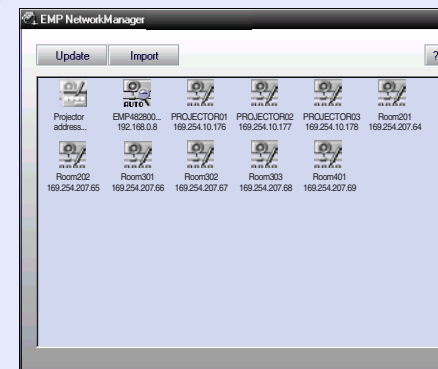 EMP NetworkManager
Update Import ?
Projector address...
AUTO
EMP482800...
192.168.0.8
PROJECTOR01
169.254.10.176
PROJECTOR02
169.254.10.177
PROJECTOR03
169.254.10.178
Room201
169.254.207.64
Room202
169.254.207.65
Room301
169.254.207.66
Room302
169.254.207.67
Room303
169.254.207.68
Room401
169.254.207.69